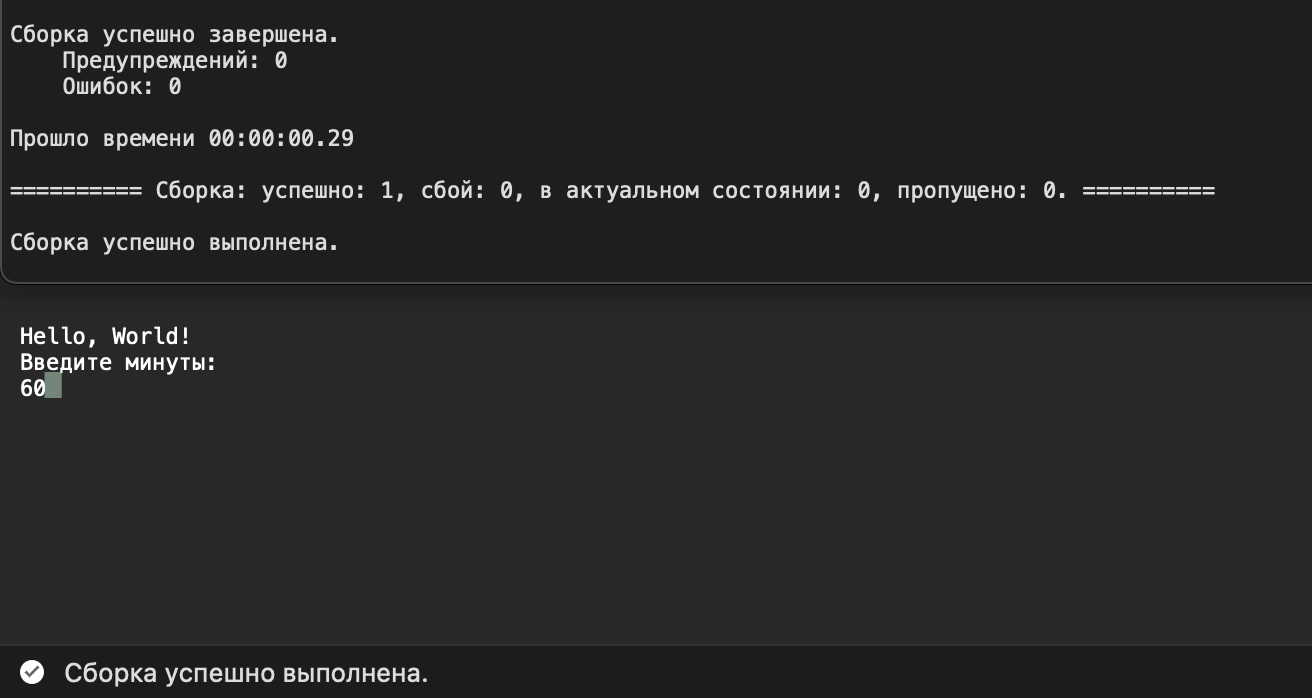 Сборка успешно завершена.
Предупреждений: 0
Ошибок: 0
Прошло времени 00:00:00.29
========== Сборка: успешно: 1, сбой: 0, в актуальном состоянии: 0, пропущено: 0. ==========
Сборка успешно выполнена.
Hello, World!
Введите минуты:
60
Сборка успешно выполнена.